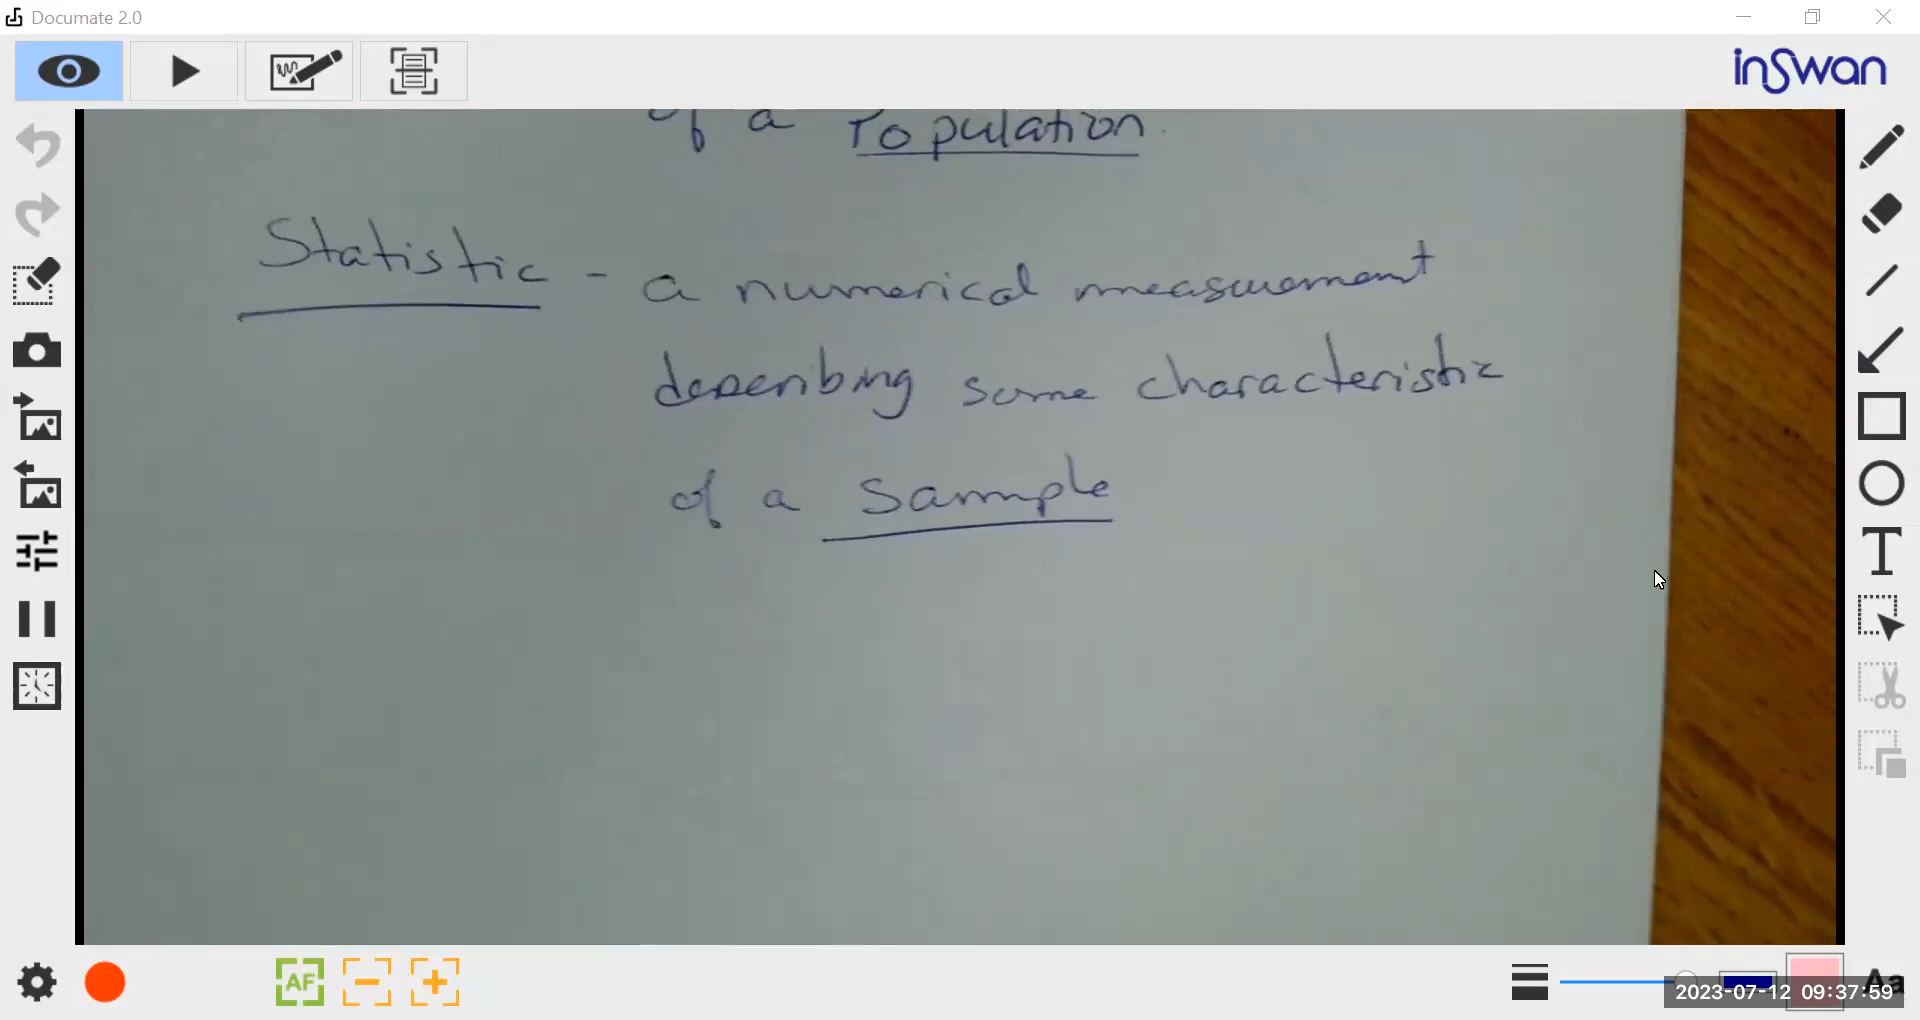 Documate 2.0
inSwan
of a Population.
Statistic - a numerical measurement
describing some characteristic
of a Sample
T
AF
Aa
2023-07-12 09:37:59